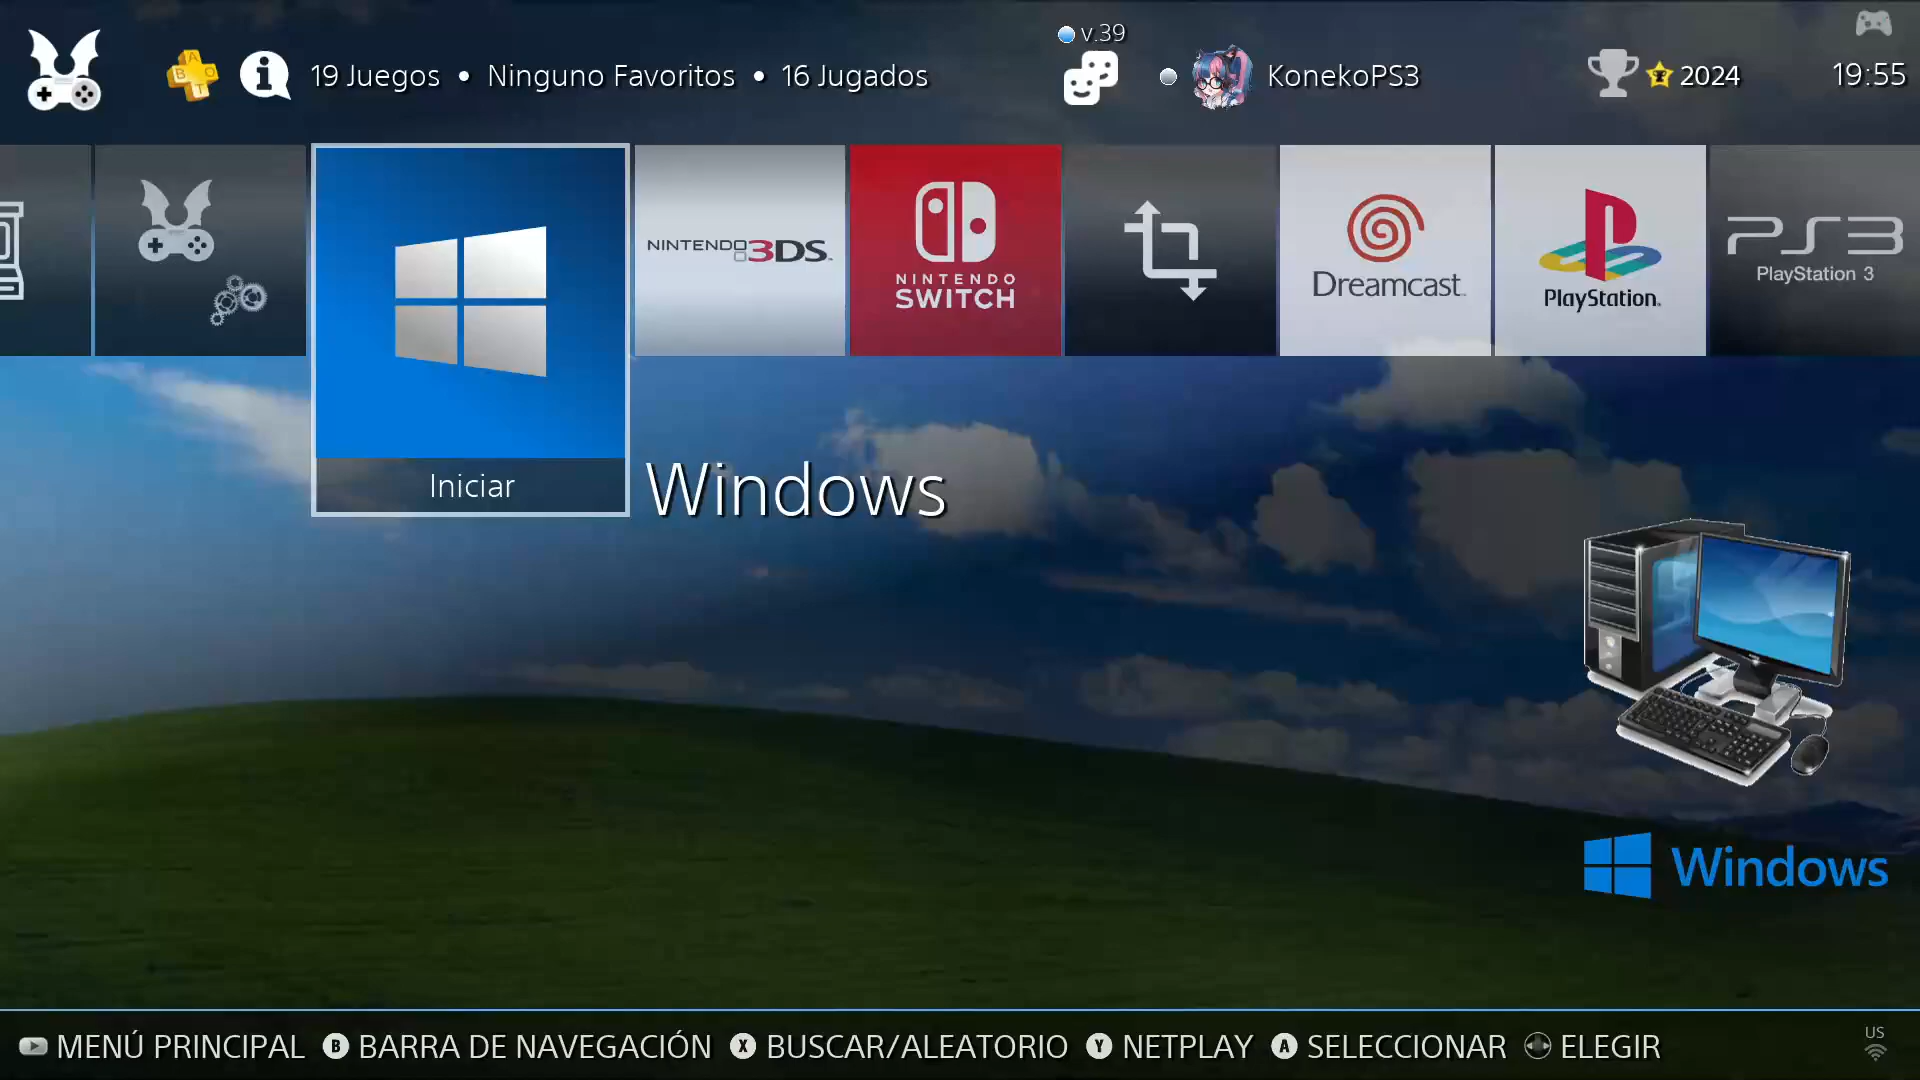 v.39
19 Juegos • Ninguno Favoritos • 16 Jugados
KonekoPS3
2024
19:55
NINTENDO 3DS
NINTENDO SWITCH
Dreamcast
PlayStation
PS3
PlayStation 3
Iniciar
Windows
Windows
MENÚ PRINCIPAL B BARRA DE NAVEGACIÓN X BUSCAR/ALEATORIO Y NETPLAY A SELECCIONAR ELEGIR
US